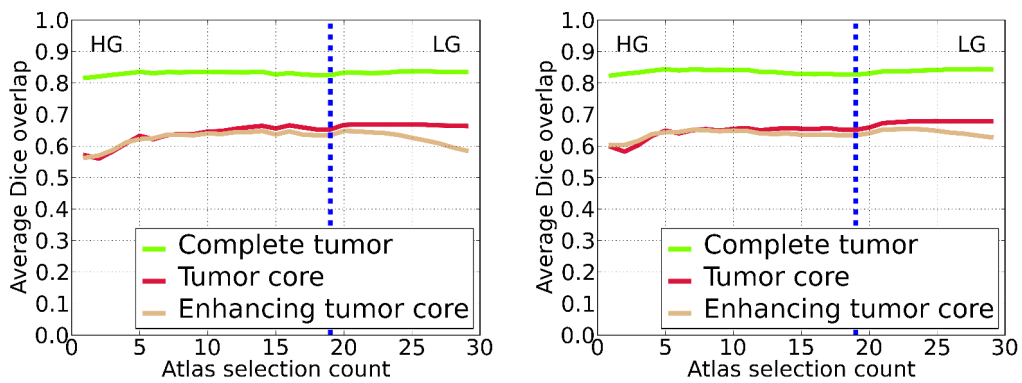 Average Dice overlap
1.0
0.9
0.8
0.7
0.6
0.5
0.4
0.3
0.2
0.1
0.0
HG
LG
Complete tumor
Tumor core
Enhancing tumor core
0 5 10 15 20 25 30
Atlas selection count
Average Dice overlap
1.0
0.9
0.8
0.7
0.6
0.5
0.4
0.3
0.2
0.1
0.0
HG
LG
Complete tumor
Tumor core
Enhancing tumor core
0 5 10 15 20 25 30
Atlas selection count